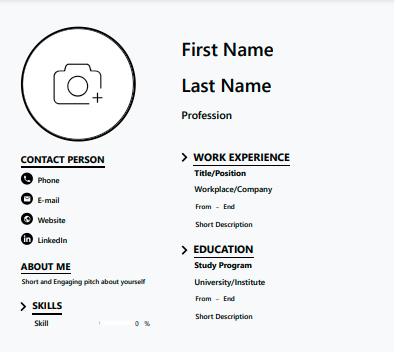 First Name
Last Name
Profession
CONTACT PERSON
Phone
E-mail
Website
LinkedIn
ABOUT ME
Short and Engaging pitch about yourself
SKILLS
Skill 0 %
WORK EXPERIENCE
Title/Position
Workplace/Company
From - End
Short Description
EDUCATION
Study Program
University/Institute
From - End
Short Description